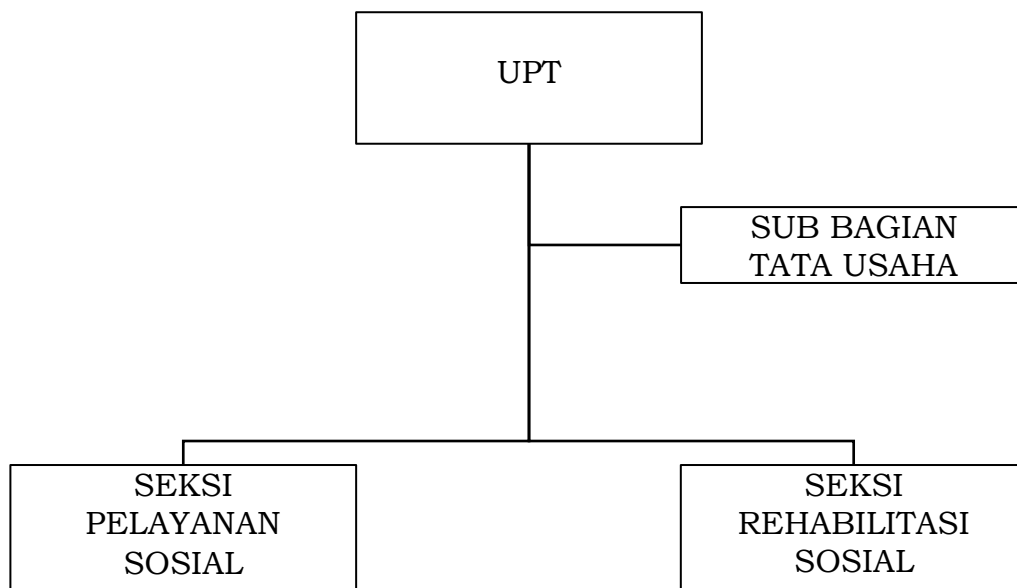 UPT
SUB BAGIAN
TATA USAHA
SEKSI
PELAYANAN
SOSIAL
SEKSI
REHABILITASI
SOSIAL